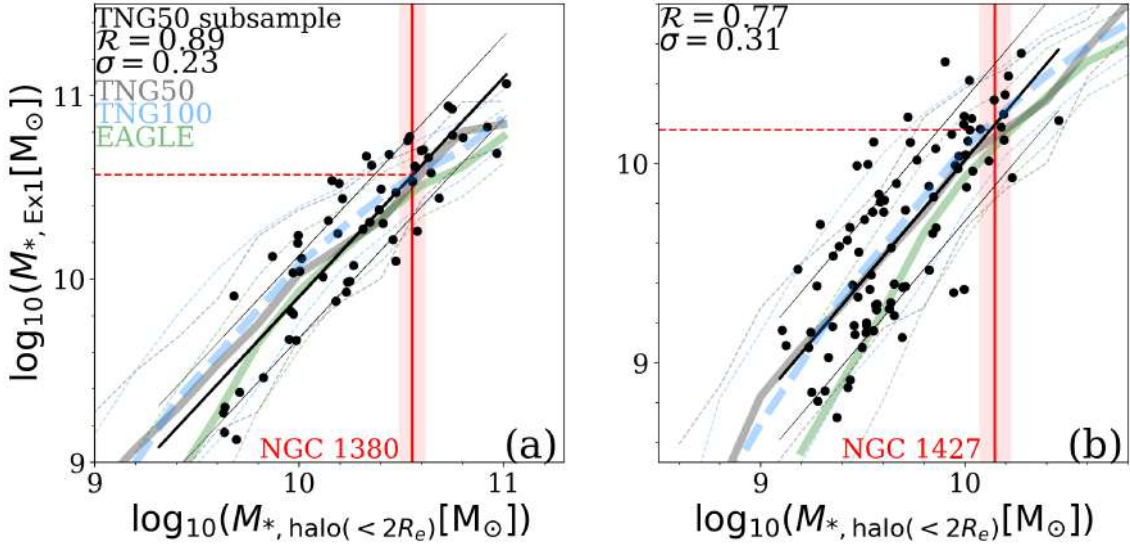 TNG50 subsample
R = 0.89
σ = 0.23
TNG50
TNG100
EAGLE
NGC 1380
(a)
log10(M*, Ex1[M⊙])
9
10
11
9
10
11
log10(M*, halo(< 2Re)[M⊙])
R = 0.77
σ = 0.31
NGC 1427
(b)
9
10
9
10
log10(M*, halo(< 2Re)[M⊙])